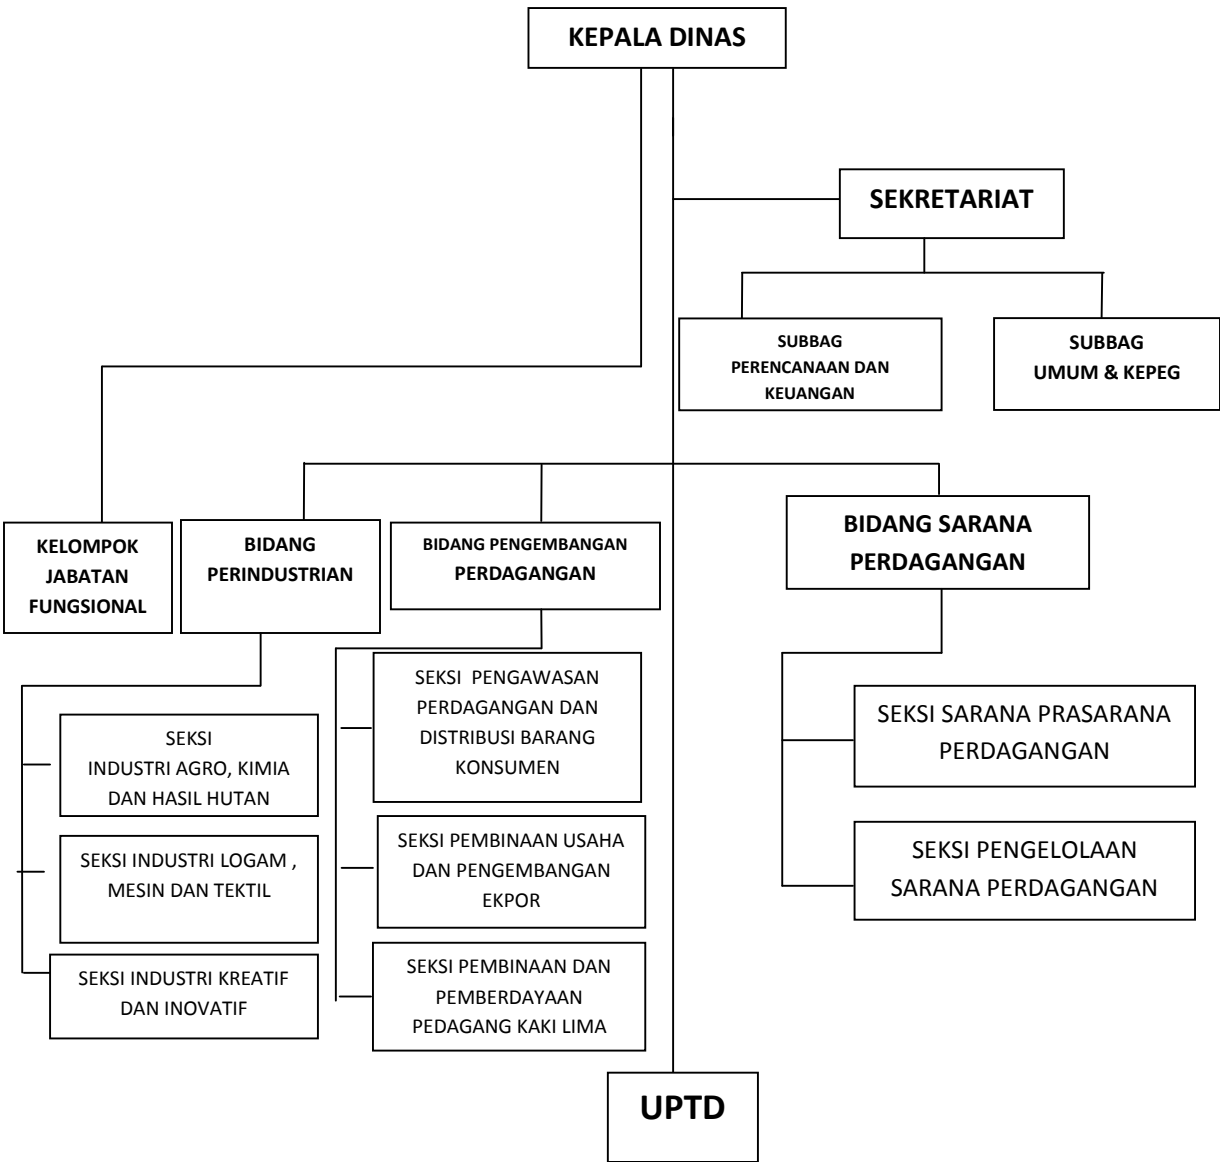 KEPALA DINAS
SEKRETARIAT
SUBBAG
PERENCANAAN DAN
KEUANGAN
SUBBAG
UMUM & KEPEG
KELOMPOK
JABATAN
FUNGSIONAL
BIDANG
PERINDUSTRIAN
BIDANG PENGEMBANGAN
PERDAGANGAN
BIDANG SARANA
PERDAGANGAN
SEKSI
INDUSTRI AGRO, KIMIA
DAN HASIL HUTAN
SEKSI INDUSTRI LOGAM ,
MESIN DAN TEKTIL
SEKSI INDUSTRI KREATIF
DAN INOVATIF
SEKSI  PENGAWASAN
PERDAGANGAN DAN
DISTRIBUSI BARANG
KONSUMEN
SEKSI PEMBINAAN USAHA
DAN PENGEMBANGAN
EKPOR
SEKSI PEMBINAAN DAN
PEMBERDAYAAN
PEDAGANG KAKI LIMA
SEKSI SARANA PRASARANA
PERDAGANGAN
SEKSI PENGELOLAAN
SARANA PERDAGANGAN
UPTD